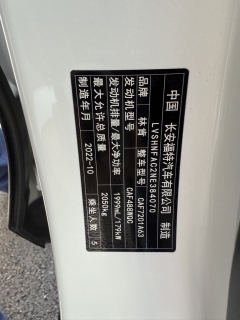 中国 长安福特汽车有限公司 制造
LVSHNFAC2NE384070
品牌 林肯 整车型号 CAF7201A63
发动机型号 CAF488WQC
发动机排量/最大净功率 1999mL/179kW
最大允许总质量 2050kg
制造年月 2022-10 乘坐人数 5